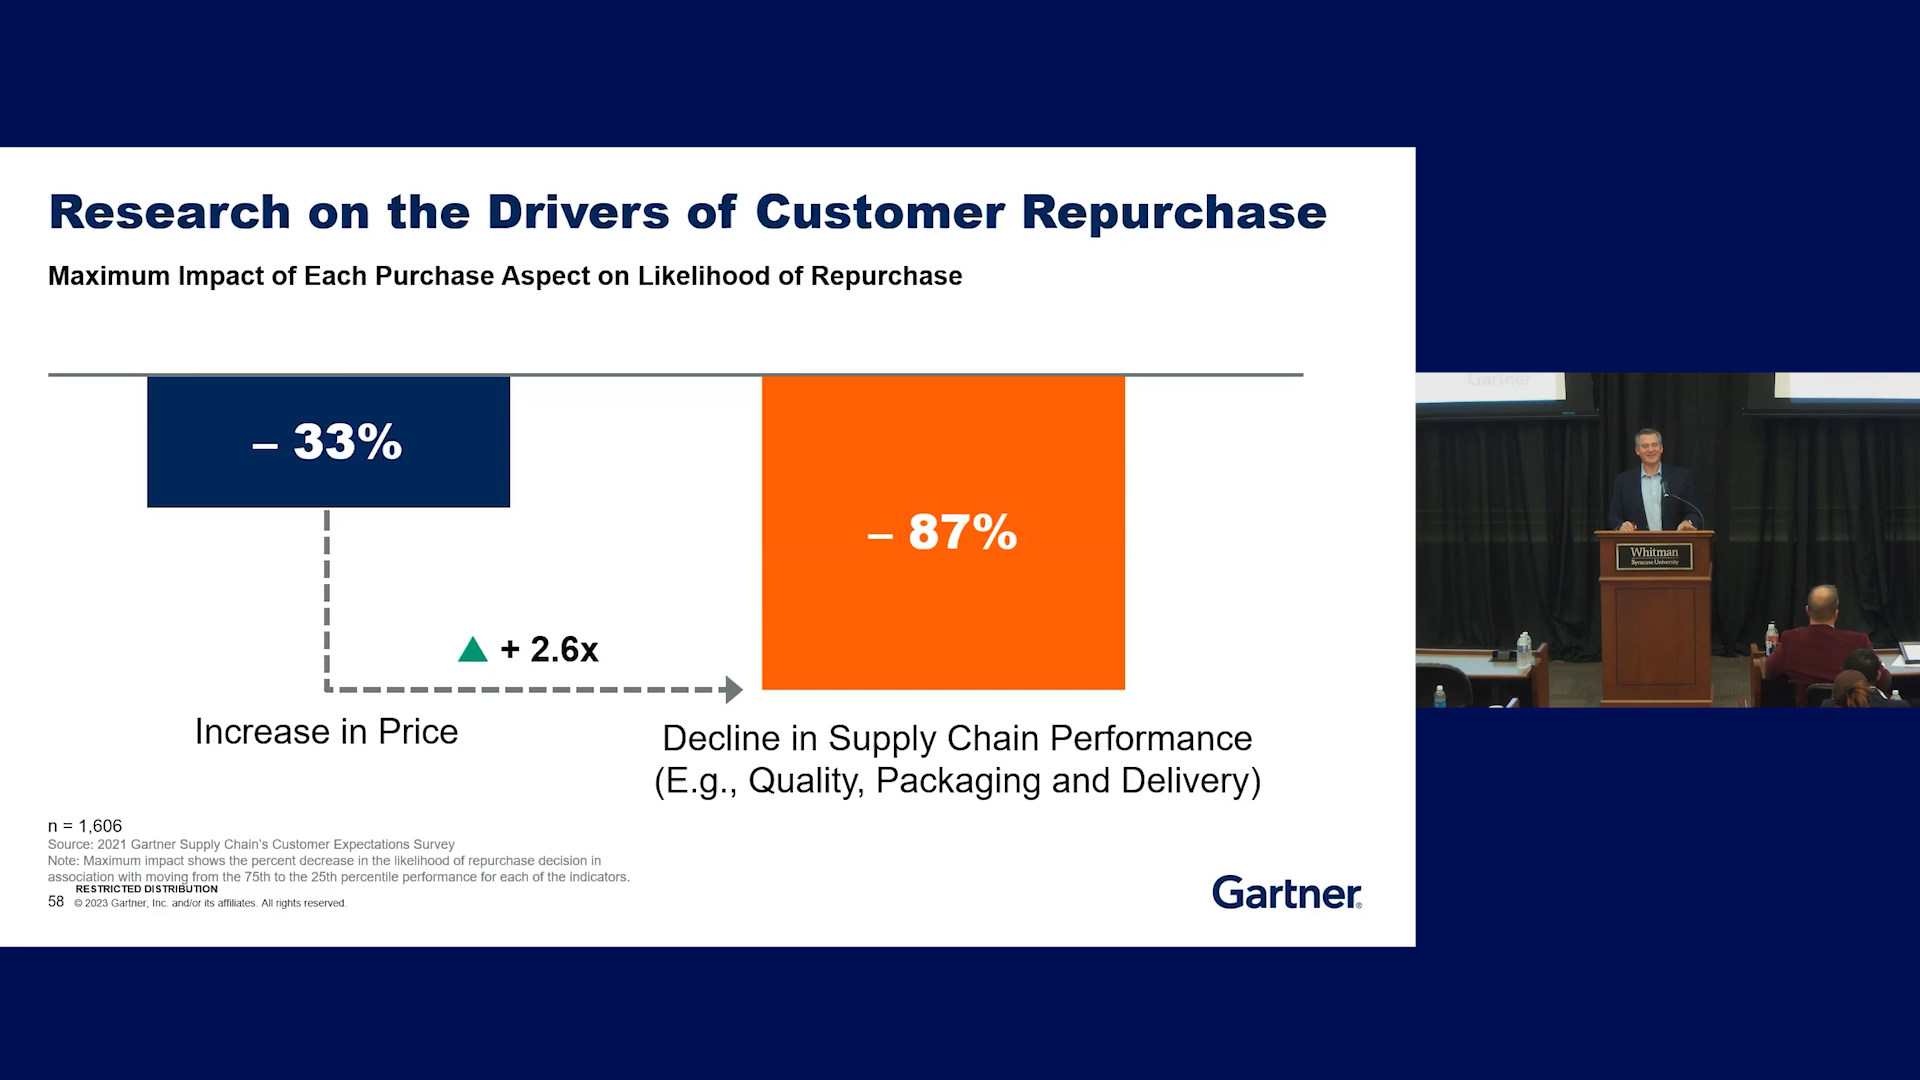 Research on the Drivers of Customer Repurchase
Maximum Impact of Each Purchase Aspect on Likelihood of Repurchase
– 33%
– 87%
+ 2.6x
Increase in Price
Decline in Supply Chain Performance
(E.g., Quality, Packaging and Delivery)
n = 1,606
Source: 2021 Gartner Supply Chain's Customer Expectations Survey
Note: Maximum impact shows the percent decrease in the likelihood of repurchase decision in
association with moving from the 75th to the 25th percentile performance for each of the indicators.
RESTRICTED DISTRIBUTION
58 © 2023 Gartner, Inc. and/or its affiliates. All rights reserved.
Gartner®
Gartner
Whitman
Syracuse University